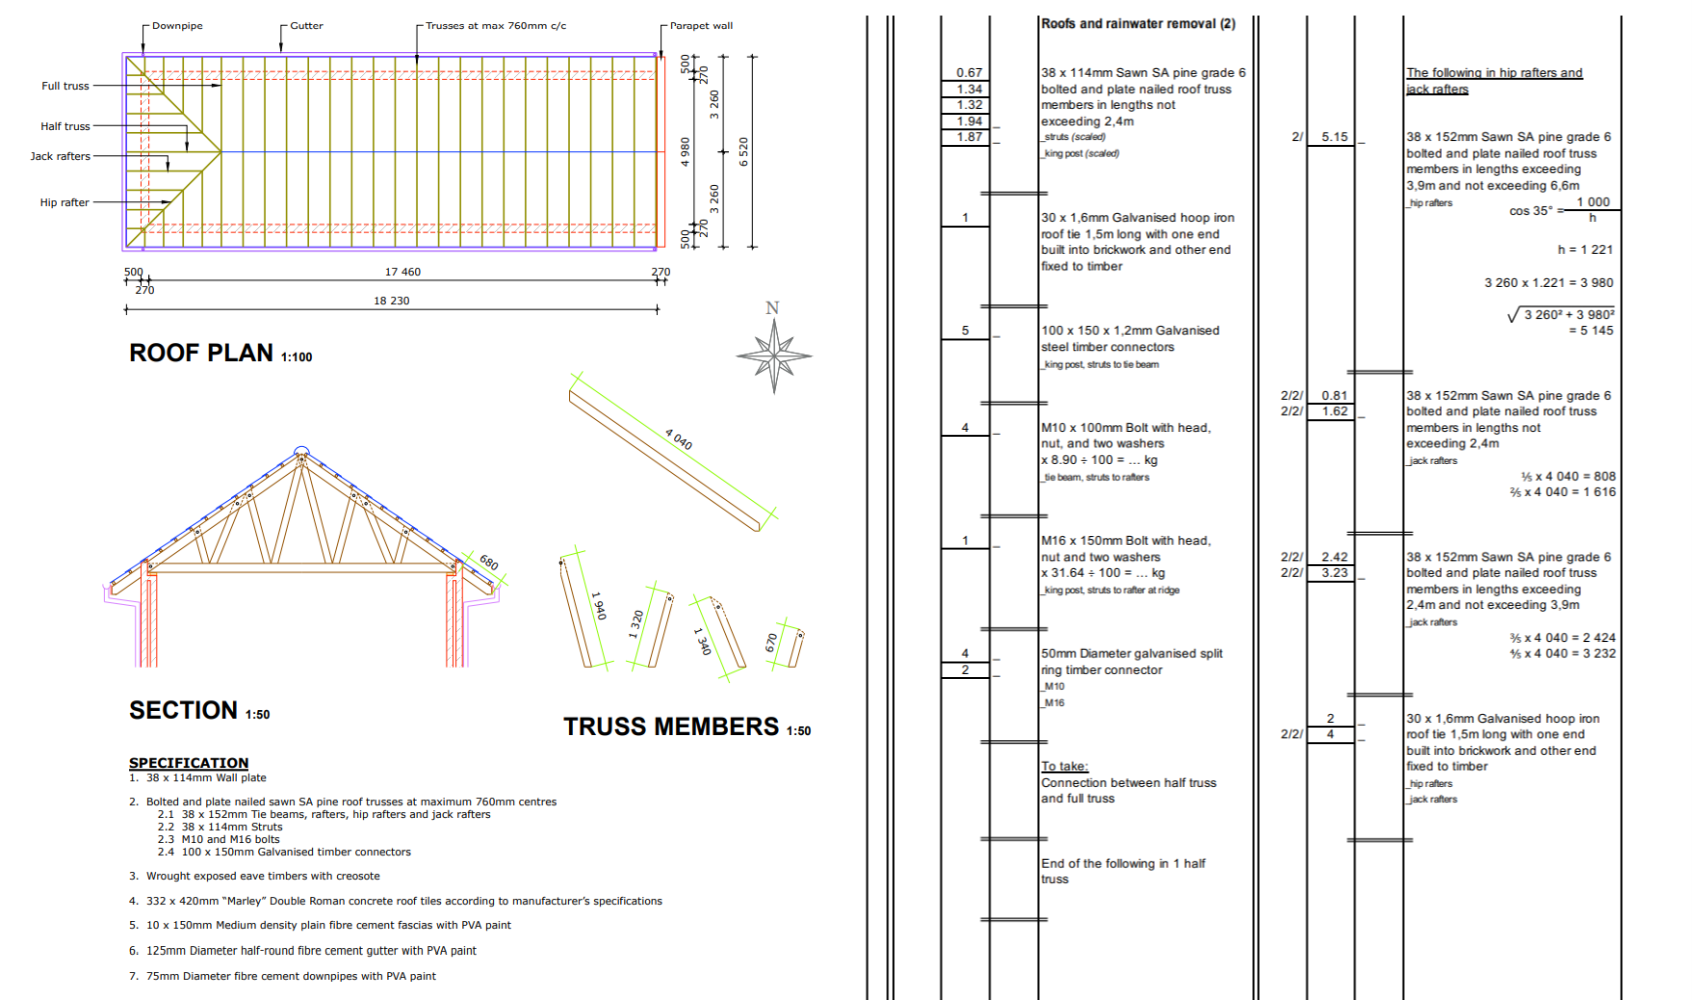 Downpipe
Gutter
Trusses at max 760mm c/c
Parapet wall
Full truss
Half truss
Jack rafters
Hip rafter
500
270
3 260
4 980
6 520
3 260
270
500
500
17 460
270
270
18 230
N
ROOF PLAN 1:100
4 040
680
1 940
1 320
1 340
670
SECTION 1:50
TRUSS MEMBERS 1:50
SPECIFICATION
1. 38 x 114mm Wall plate
2. Bolted and plate nailed sawn SA pine roof trusses at maximum 760mm centres
2.1 38 x 152mm Tie beams, rafters, hip rafters and jack rafters
2.2 38 x 114mm Struts
2.3 M10 and M16 bolts
2.4 100 x 150mm Galvanised timber connectors
3. Wrought exposed eave timbers with creosote
4. 332 x 420mm “Marley” Double Roman concrete roof tiles according to manufacturer’s specifications
5. 10 x 150mm Medium density plain fibre cement fascias with PVA paint
6. 125mm Diameter half-round fibre cement gutter with PVA paint
7. 75mm Diameter fibre cement downpipes with PVA paint
Roofs and rainwater removal (2)
0.67 38 x 114mm Sawn SA pine grade 6
1.34 bolted and plate nailed roof truss
1.32 members in lengths not
1.94 _ exceeding 2,4m
1.87 _ _struts (scaled)
_king post (scaled)
1 30 x 1,6mm Galvanised hoop iron
roof tie 1,5m long with one end
built into brickwork and other end
fixed to timber
5 _ 100 x 150 x 1,2mm Galvanised
steel timber connectors
_king post, struts to tie beam
4 _ M10 x 100mm Bolt with head,
nut, and two washers
x 8.90 ÷ 100 = ... kg
_tie beam, struts to rafters
1 _ M16 x 150mm Bolt with head,
nut and two washers
x 31.64 ÷ 100 = ... kg
_king post, struts to rafter at ridge
4 _ 50mm Diameter galvanised split
2 _ ring timber connector
_M10
_M16
To take:
Connection between half truss
and full truss
End of the following in 1 half
truss
The following in hip rafters and
jack rafters
2/ 5.15 _ 38 x 152mm Sawn SA pine grade 6
bolted and plate nailed roof truss
members in lengths exceeding
3,9m and not exceeding 6,6m
_hip rafters
cos 35° = 1 000
h
h = 1 221
3 260 x 1.221 = 3 980
√ 3 260² + 3 980²
= 5 145
2/2/ 0.81 38 x 152mm Sawn SA pine grade 6
2/2/ 1.62 _ bolted and plate nailed roof truss
members in lengths not
exceeding 2,4m
_jack rafters
⅕ x 4 040 = 808
⅖ x 4 040 = 1 616
2/2/ 2.42 38 x 152mm Sawn SA pine grade 6
2/2/ 3.23 _ bolted and plate nailed roof truss
members in lengths exceeding
2,4m and not exceeding 3,9m
_jack rafters
⅗ x 4 040 = 2 424
⅘ x 4 040 = 3 232
2 _ 30 x 1,6mm Galvanised hoop iron
2/2/ 4 _ roof tie 1,5m long with one end
built into brickwork and other end
fixed to timber
_hip rafters
_jack rafters